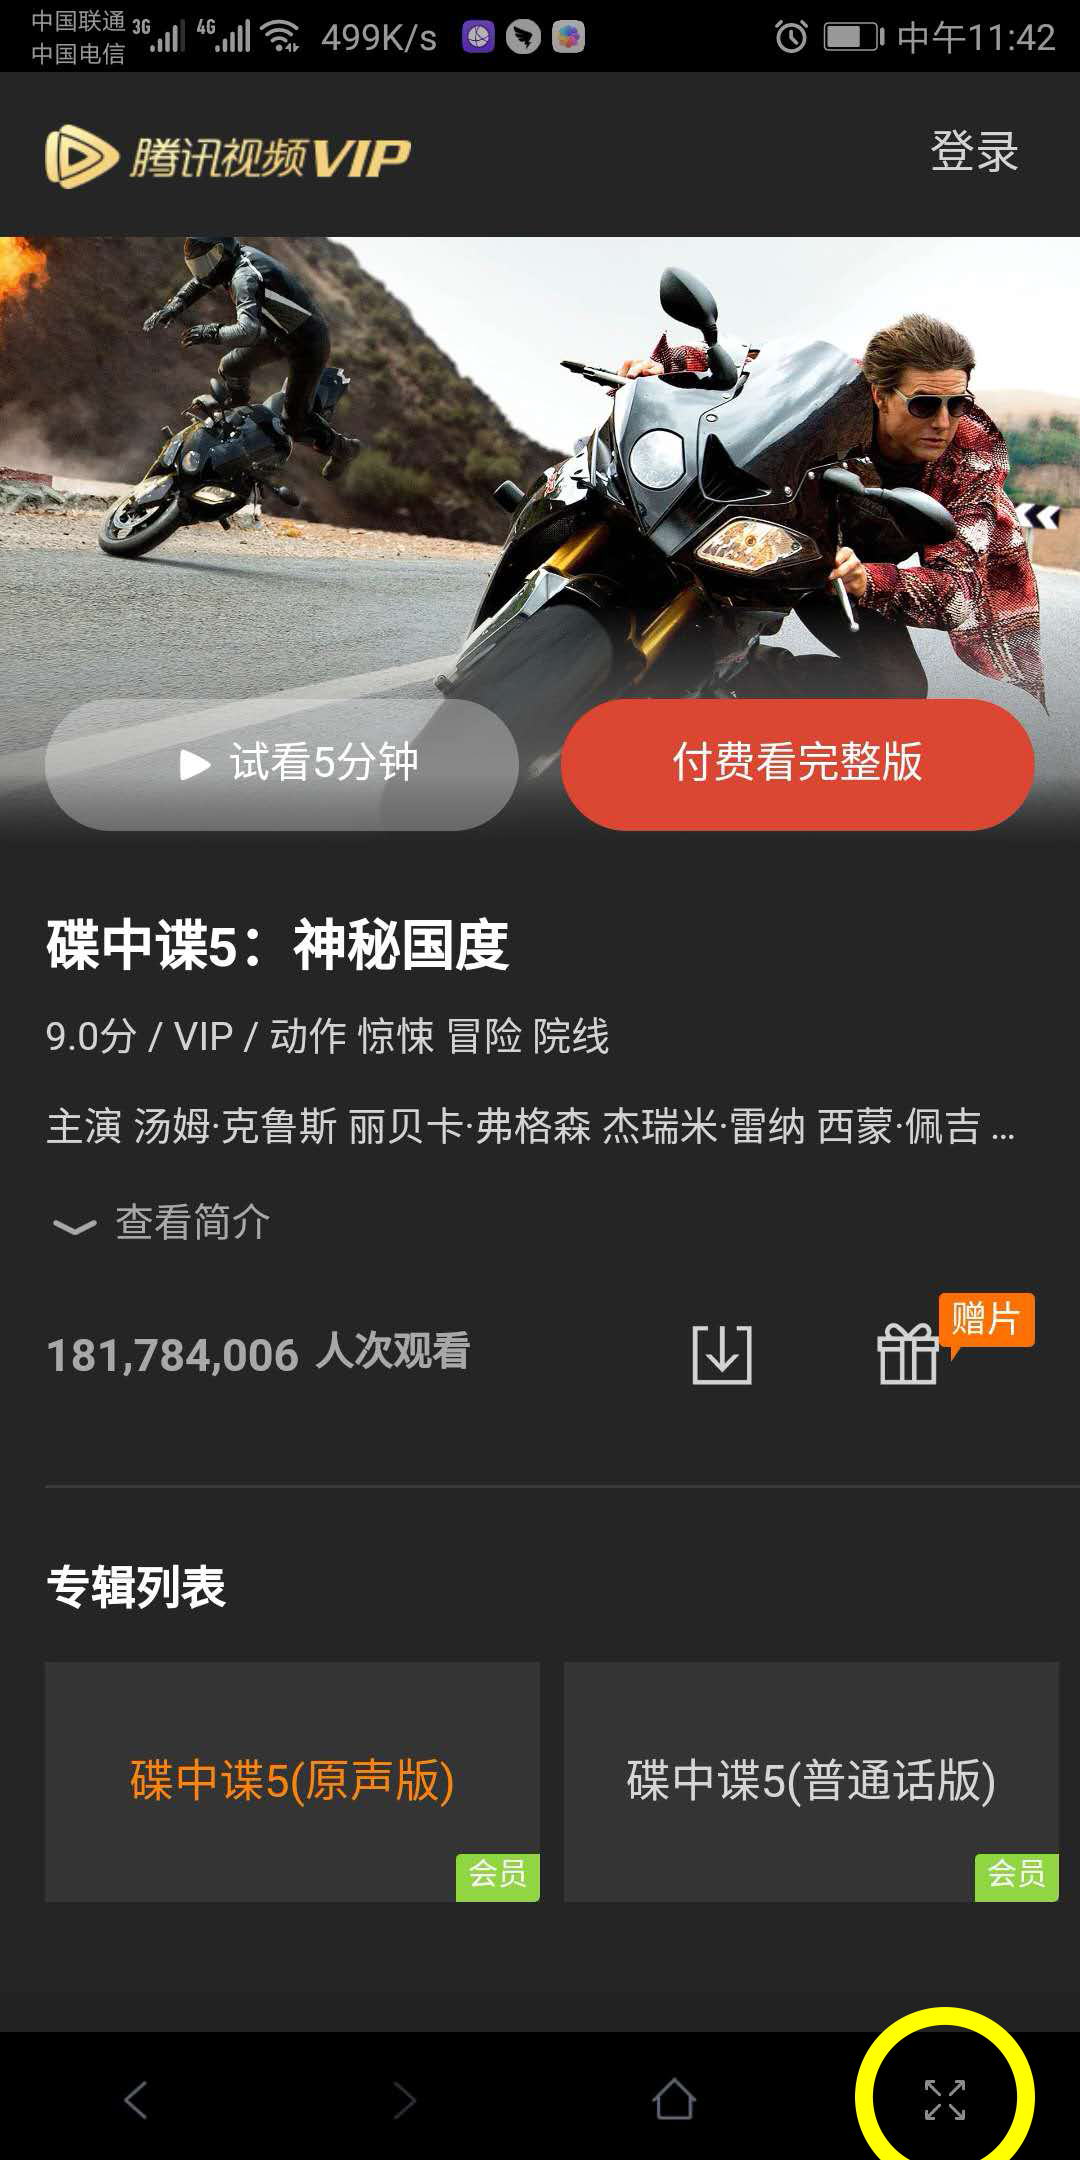 中国联通 3G 4G 499K/s 中午11:42
中国电信
腾讯视频VIP
登录
试看5分钟
付费看完整版
碟中谍5：神秘国度
9.0分 / VIP / 动作 惊悚 冒险 院线
主演 汤姆·克鲁斯 丽贝卡·弗格森 杰瑞米·雷纳 西蒙·佩吉 ...
查看简介
181,784,006 人次观看
赠片
专辑列表
碟中谍5(原声版)
会员
碟中谍5(普通话版)
会员